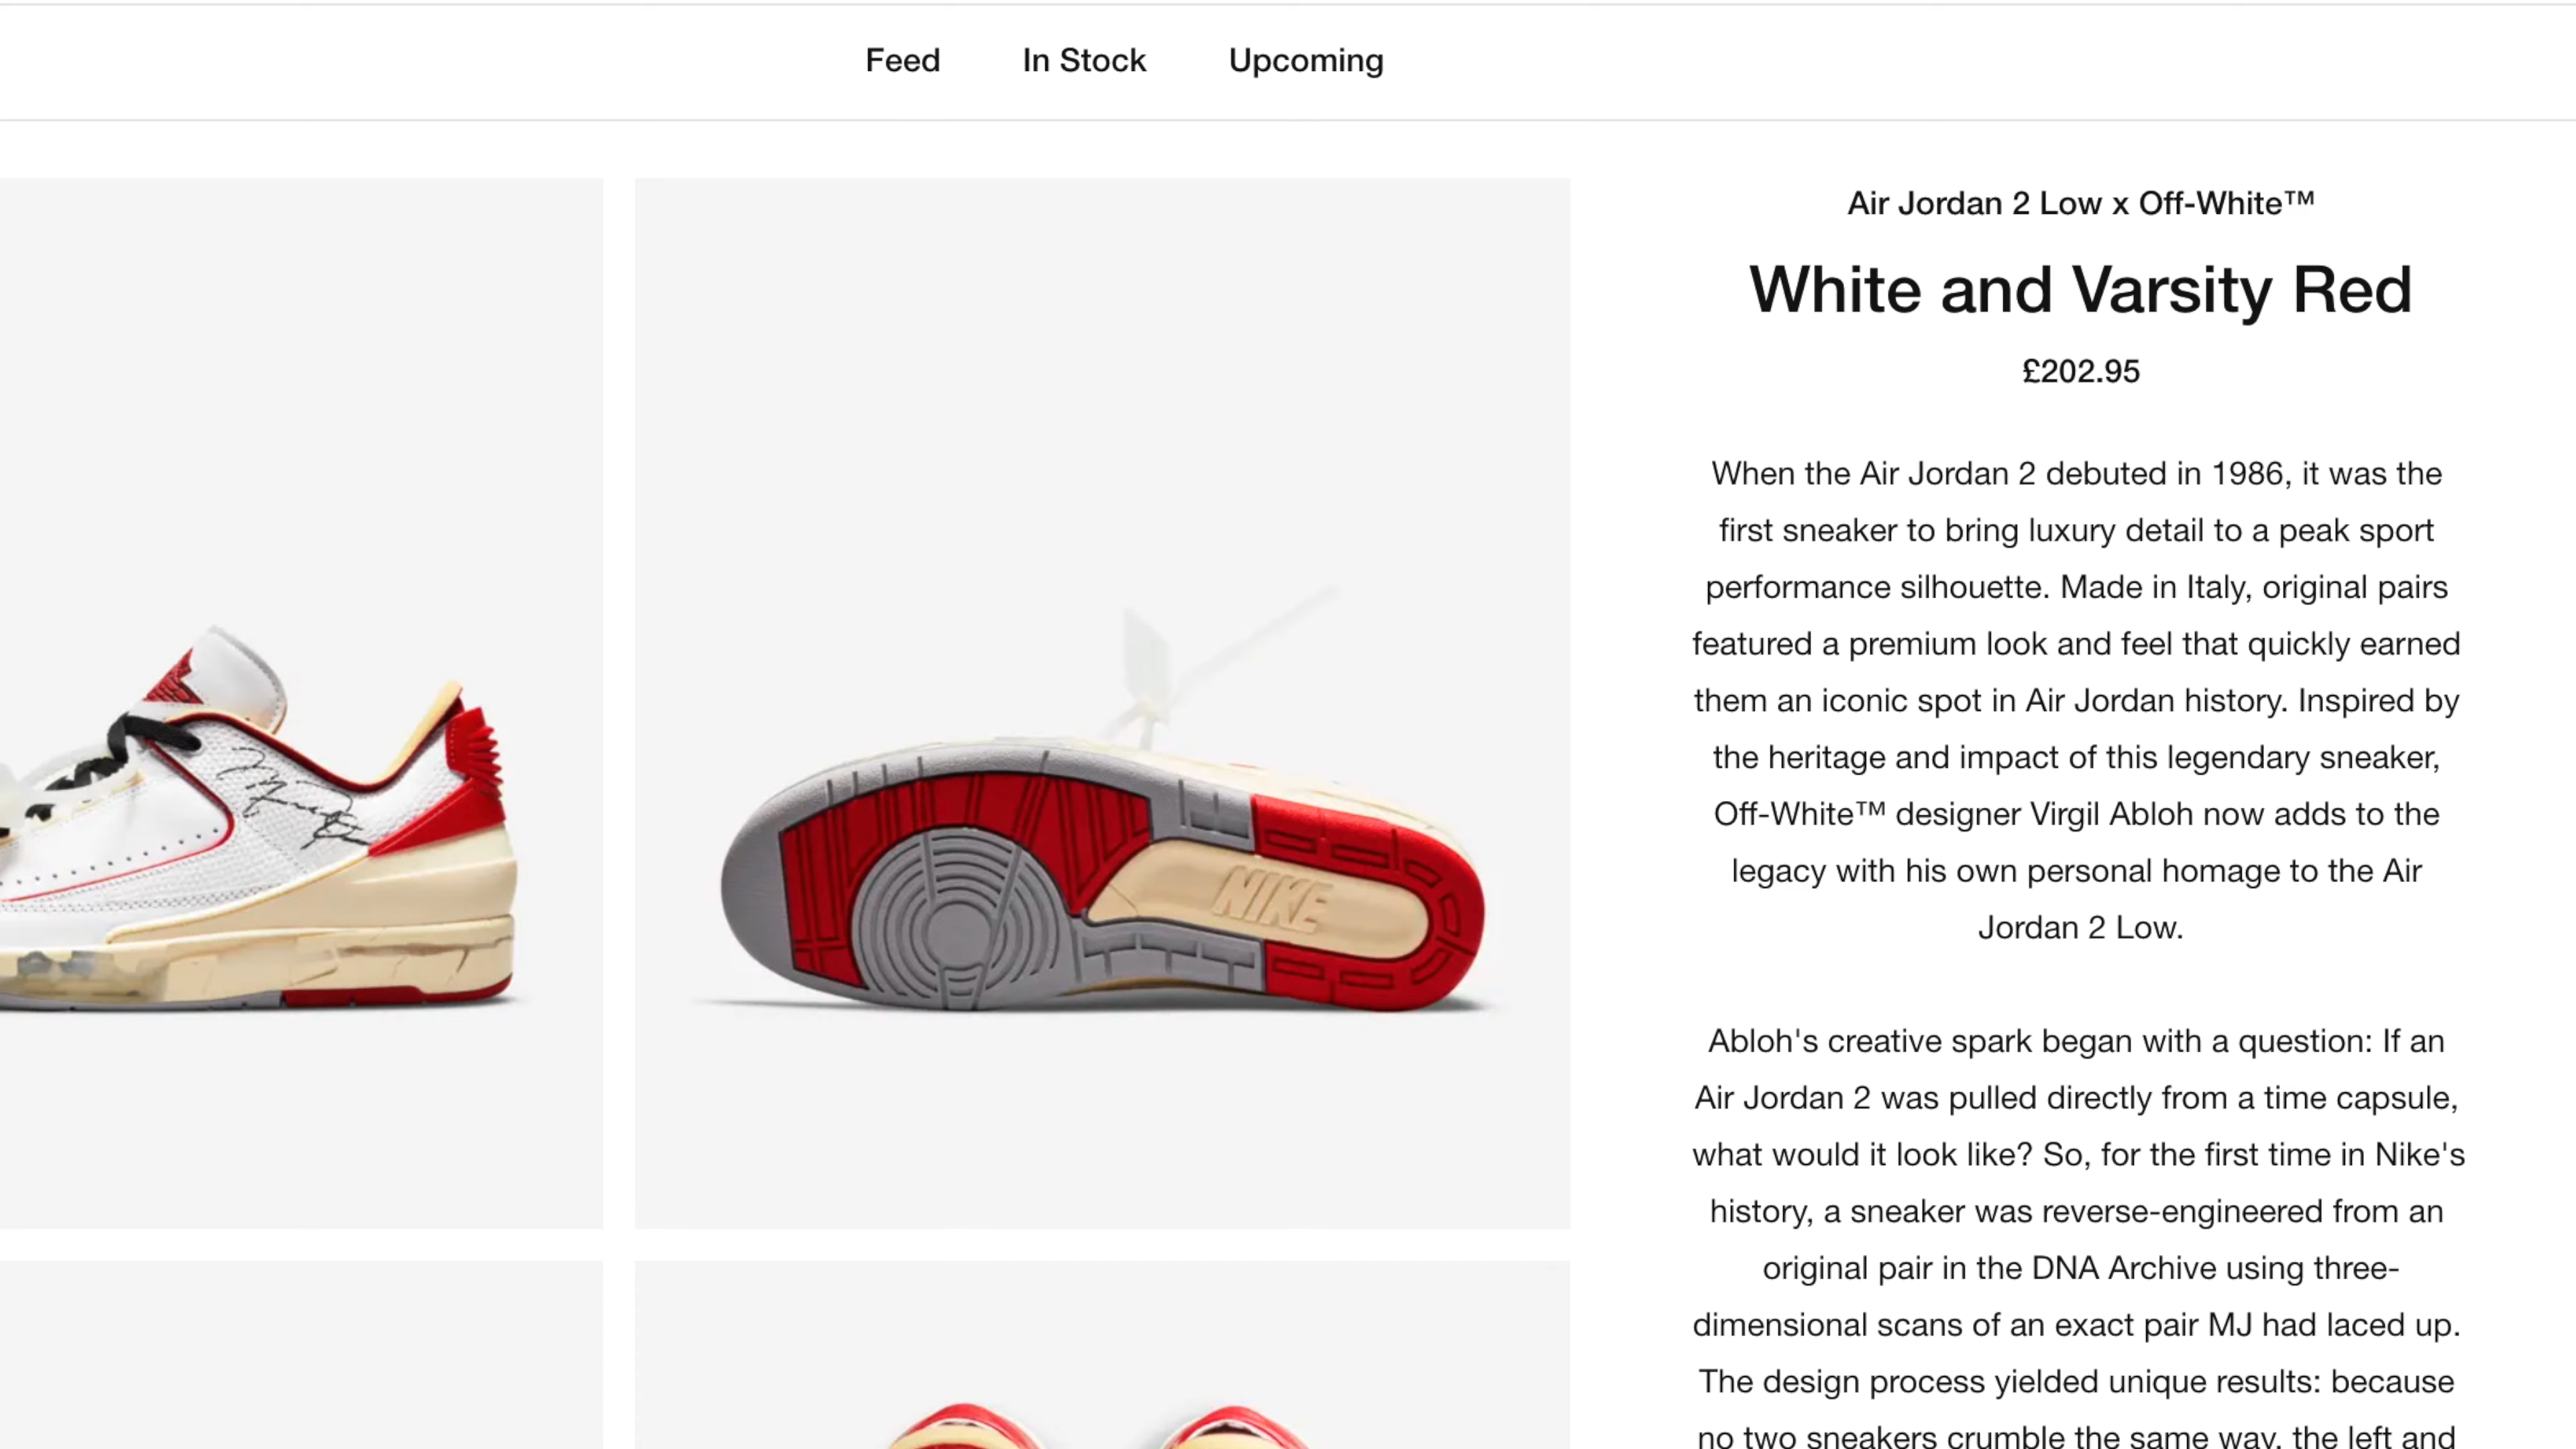 Feed
In Stock
Upcoming
Air Jordan 2 Low x Off-White™
White and Varsity Red
£202.95
When the Air Jordan 2 debuted in 1986, it was the
first sneaker to bring luxury detail to a peak sport
performance silhouette. Made in Italy, original pairs
featured a premium look and feel that quickly earned
them an iconic spot in Air Jordan history. Inspired by
the heritage and impact of this legendary sneaker,
Off-White™ designer Virgil Abloh now adds to the
legacy with his own personal homage to the Air
Jordan 2 Low.
Abloh's creative spark began with a question: If an
Air Jordan 2 was pulled directly from a time capsule,
what would it look like? So, for the first time in Nike's
history, a sneaker was reverse-engineered from an
original pair in the DNA Archive using three-
dimensional scans of an exact pair MJ had laced up.
The design process yielded unique results: because
no two sneakers crumble the same way, the left and
NIKE